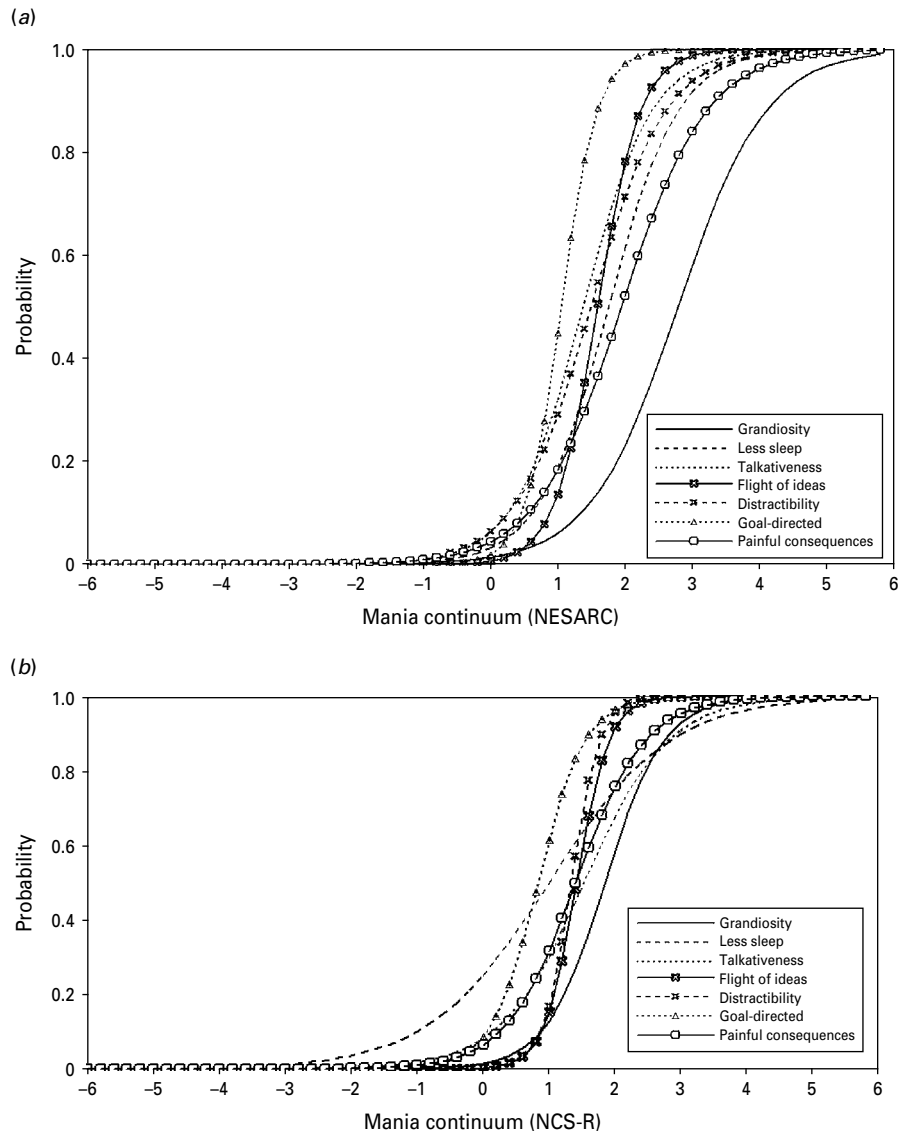 (a)
1.0
0.8
0.6
0.4
0.2
0
Probability
Grandiosity
Less sleep
Talkativeness
Flight of ideas
Distractibility
Goal-directed
Painful consequences
–6 –5 –4 –3 –2 –1 0 1 2 3 4 5 6
Mania continuum (NESARC)
(b)
1.0
0.8
0.6
0.4
0.2
0
Probability
Grandiosity
Less sleep
Talkativeness
Flight of ideas
Distractibility
Goal-directed
Painful consequences
–6 –5 –4 –3 –2 –1 0 1 2 3 4 5 6
Mania continuum (NCS-R)